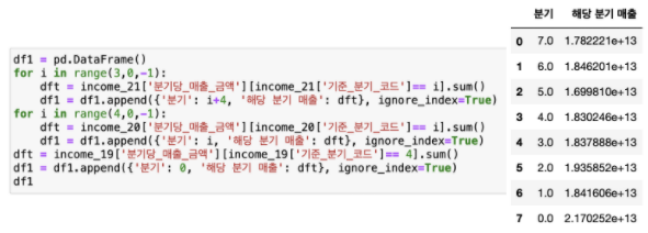 df1 = pd.DataFrame()
for i in range(3,0,-1):
    dft = income_21['분기당_매출_금액'][income_21['기준_분기_코드']== i].sum()
    df1 = df1.append({'분기': i+4, '해당 분기 매출': dft}, ignore_index=True)
for i in range(4,0,-1):
    dft = income_20['분기당_매출_금액'][income_20['기준_분기_코드']== i].sum()
    df1 = df1.append({'분기': i, '해당 분기 매출': dft}, ignore_index=True)
dft = income_19['분기당_매출_금액'][income_19['기준_분기_코드']== 4].sum()
df1 = df1.append({'분기': 0, '해당 분기 매출': dft}, ignore_index=True)
df1
분기 해당 분기 매출
0 7.0 1.782221e+13
1 6.0 1.846201e+13
2 5.0 1.699810e+13
3 4.0 1.830246e+13
4 3.0 1.837888e+13
5 2.0 1.935852e+13
6 1.0 1.841606e+13
7 0.0 2.170252e+13